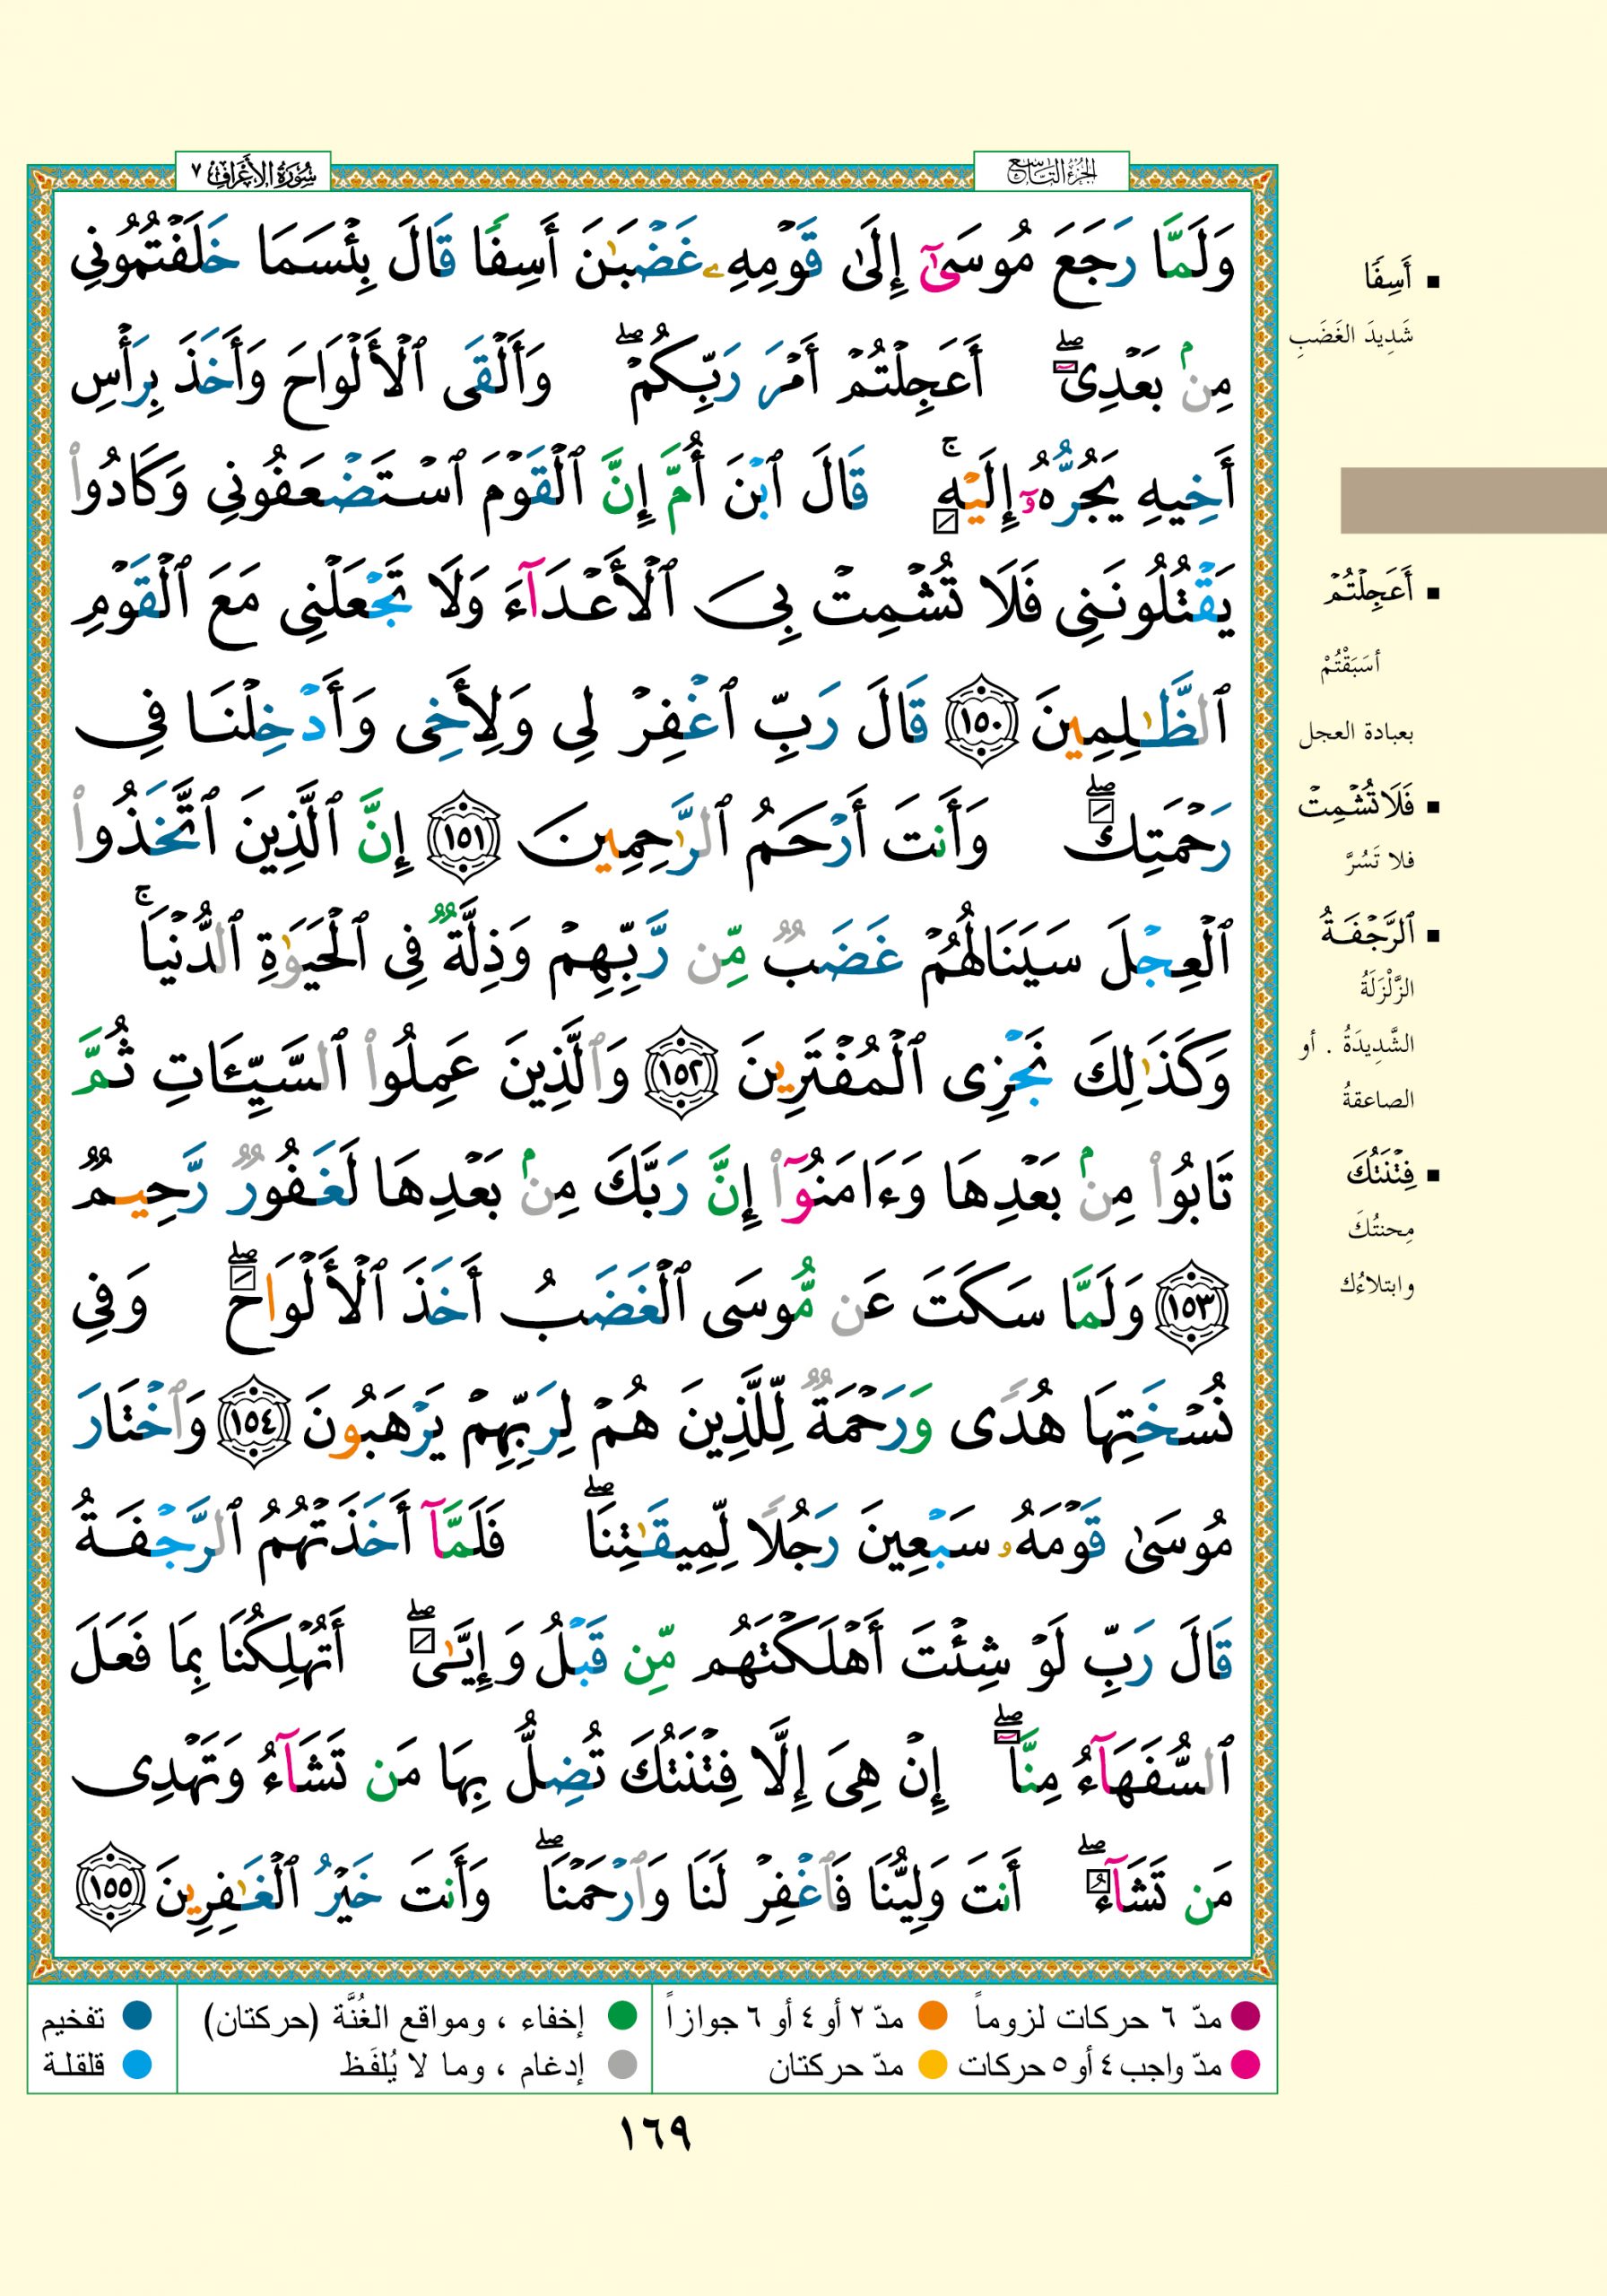 الجزء التاسع
سورة الأعراف ٧
وَلَمَّا رَجَعَ مُوسَىٰٓ إِلَىٰ قَوْمِهِۦ غَضْبَـٰنَ أَسِفًا قَالَ بِئْسَمَا خَلَفْتُمُونِى
مِنۢ بَعْدِىٓ ۖ أَعَجِلْتُمْ أَمْرَ رَبِّكُمْ ۖ وَأَلْقَى ٱلْأَلْوَاحَ وَأَخَذَ بِرَأْسِ
أَخِيهِ يَجُرُّهُۥٓ إِلَيْهِ ۚ قَالَ ٱبْنَ أُمَّ إِنَّ ٱلْقَوْمَ ٱسْتَضْعَفُونِى وَكَادُوا۟
يَقْتُلُونَنِى فَلَا تُشْمِتْ بِىَ ٱلْأَعْدَآءَ وَلَا تَجْعَلْنِى مَعَ ٱلْقَوْمِ
ٱلظَّـٰلِمِينَ ١٥٠ قَالَ رَبِّ ٱغْفِرْ لِى وَلِأَخِى وَأَدْخِلْنَا فِى
رَحْمَتِكَ ۖ وَأَنتَ أَرْحَمُ ٱلرَّٰحِمِينَ ١٥١ إِنَّ ٱلَّذِينَ ٱتَّخَذُوا۟
ٱلْعِجْلَ سَيَنَالُهُمْ غَضَبٌ مِّن رَّبِّهِمْ وَذِلَّةٌ فِى ٱلْحَيَوٰةِ ٱلدُّنْيَا ۚ
وَكَذَٰلِكَ نَجْزِى ٱلْمُفْتَرِينَ ١٥٢ وَٱلَّذِينَ عَمِلُوا۟ ٱلسَّيِّـَٔاتِ ثُمَّ
تَابُوا۟ مِنۢ بَعْدِهَا وَءَامَنُوٓا۟ إِنَّ رَبَّكَ مِنۢ بَعْدِهَا لَغَفُورٌ رَّحِيمٌ
١٥٣ وَلَمَّا سَكَتَ عَن مُّوسَى ٱلْغَضَبُ أَخَذَ ٱلْأَلْوَاحَ ۖ وَفِى
نُسْخَتِهَا هُدًى وَرَحْمَةٌ لِّلَّذِينَ هُمْ لِرَبِّهِمْ يَرْهَبُونَ ١٥٤ وَٱخْتَارَ
مُوسَىٰ قَوْمَهُۥ سَبْعِينَ رَجُلًا لِّمِيقَـٰتِنَا ۖ فَلَمَّآ أَخَذَتْهُمُ ٱلرَّجْفَةُ
قَالَ رَبِّ لَوْ شِئْتَ أَهْلَكْتَهُم مِّن قَبْلُ وَإِيَّـٰىَ ۖ أَتُهْلِكُنَا بِمَا فَعَلَ
ٱلسُّفَهَآءُ مِنَّآ ۖ إِنْ هِىَ إِلَّا فِتْنَتُكَ تُضِلُّ بِهَا مَن تَشَآءُ وَتَهْدِى
مَن تَشَآءُ ۖ أَنتَ وَلِيُّنَا فَٱغْفِرْ لَنَا وَٱرْحَمْنَا ۖ وَأَنتَ خَيْرُ ٱلْغَـٰفِرِينَ ١٥٥
▪ أَسِفًا
شَدِيدَ الغَضَبِ
▪ أَعَجِلْتُمْ
أسَبَقْتُمْ
بعبادة العجل
▪ فَلَا تُشْمِتْ
فلا تَسُرَّ
▪ ٱلرَّجْفَةُ
الزَّلْزَلَةُ
الشَّدِيدَةُ . أو
الصاعقةُ
▪ فِتْنَتُكَ
مِحنتُكَ
وابتلاءُك
مدّ ٦ حركات لزوماً مدّ ٢ أو ٤ أو ٦ جوازاً إخفاء ، ومواقع الغُنَّة (حركتان) تفخيم
مدّ واجب ٤ أو ٥ حركات مدّ حركتان إدغام ، وما لا يُلفَظ قلقلة
١٦٩